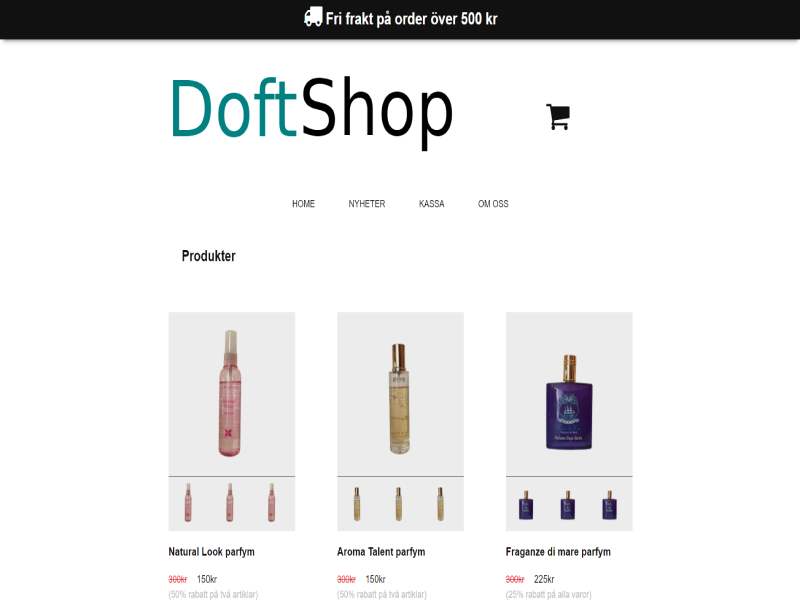 Fri frakt på order över 500 kr
DoftShop
HOME NYHETER KASSA OM OSS
Produkter
Natural Look parfym Aroma Talent parfym Fraganze di mare parfym
300kr 150kr 300kr 150kr 300kr 225kr
(50% rabatt på två artiklar) (50% rabatt på två artiklar) (25% rabatt på alla varor)